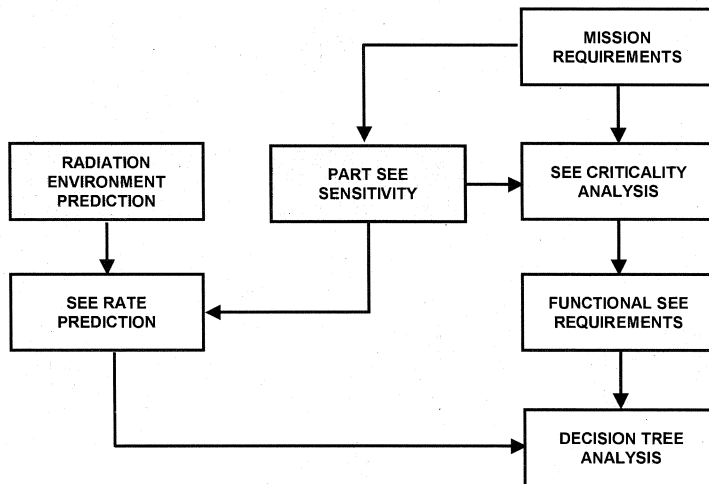 MISSION
REQUIREMENTS
RADIATION
ENVIRONMENT
PREDICTION
PART SEE
SENSITIVITY
SEE CRITICALITY
ANALYSIS
SEE RATE
PREDICTION
FUNCTIONAL SEE
REQUIREMENTS
DECISION TREE
ANALYSIS